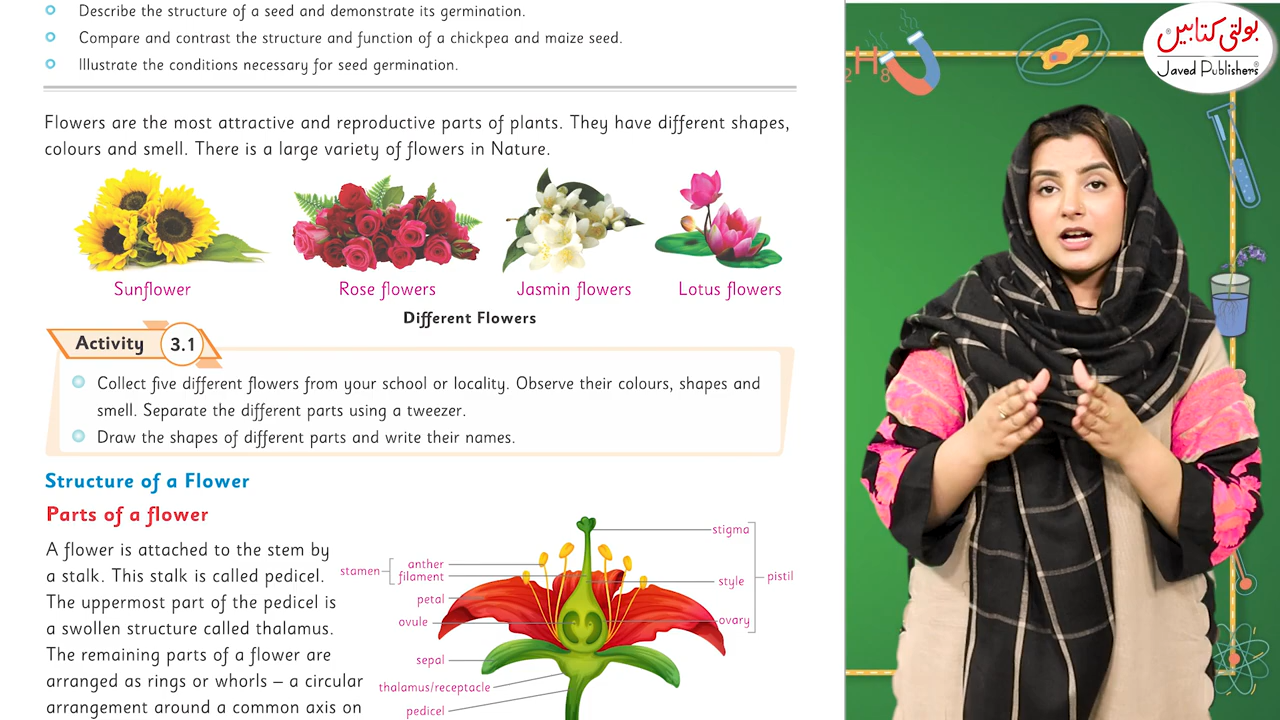 Describe the structure of a seed and demonstrate its germination.
Compare and contrast the structure and function of a chickpea and maize seed.
Illustrate the conditions necessary for seed germination.
Flowers are the most attractive and reproductive parts of plants. They have different shapes,
colours and smell. There is a large variety of flowers in Nature.
Sunflower
Rose flowers
Jasmin flowers
Lotus flowers
Different Flowers
Activity 3.1
Collect five different flowers from your school or locality. Observe their colours, shapes and
smell. Separate the different parts using a tweezer.
Draw the shapes of different parts and write their names.
Structure of a Flower
Parts of a flower
A flower is attached to the stem by
a stalk. This stalk is called pedicel.
The uppermost part of the pedicel is
a swollen structure called thalamus.
The remaining parts of a flower are
arranged as rings or whorls – a circular
arrangement around a common axis on
stamen
anther
filament
petal
ovule
sepal
thalamus/receptacle
pedicel
stigma
style
ovary
pistil
2H8
بولتی کتابیں
Javed Publishers